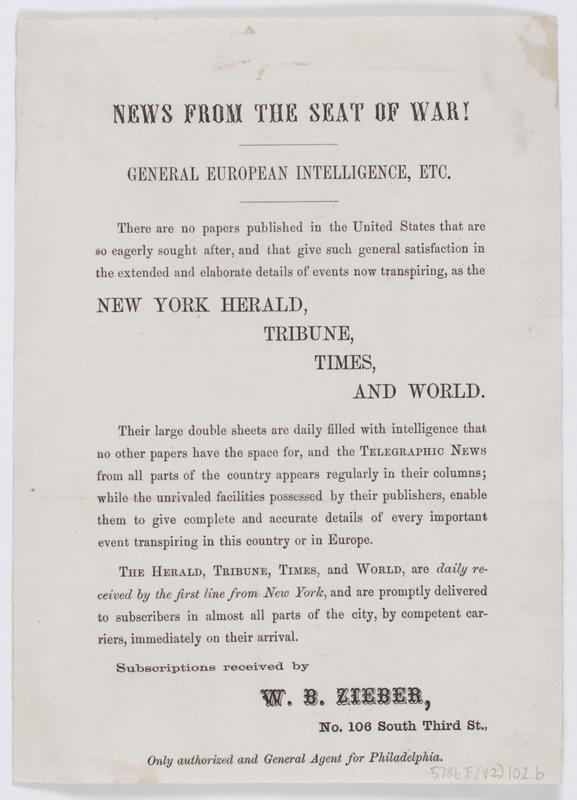 NEWS FROM THE SEAT OF WAR!
GENERAL EUROPEAN INTELLIGENCE, ETC.
There are no papers published in the United States that are
so eagerly sought after, and that give such general satisfaction in
the extended and elaborate details of events now transpiring, as the
NEW YORK HERALD,
TRIBUNE,
TIMES,
AND WORLD.
Their large double sheets are daily filled with intelligence that
no other papers have the space for, and the TELEGRAPHIC NEWS
from all parts of the country appears regularly in their columns;
while the unrivaled facilities possessed by their publishers, enable
them to give complete and accurate details of every important
event transpiring in this country or in Europe.
THE HERALD, TRIBUNE, TIMES, and WORLD, are daily re-
ceived by the first line from New York, and are promptly delivered
to subscribers in almost all parts of the city, by competent car-
riers, immediately on their arrival.
Subscriptions received by
W. B. ZIEBER,
No. 106 South Third St.,
Only authorized and General Agent for Philadelphia.
5786.F.(v.2).102.b